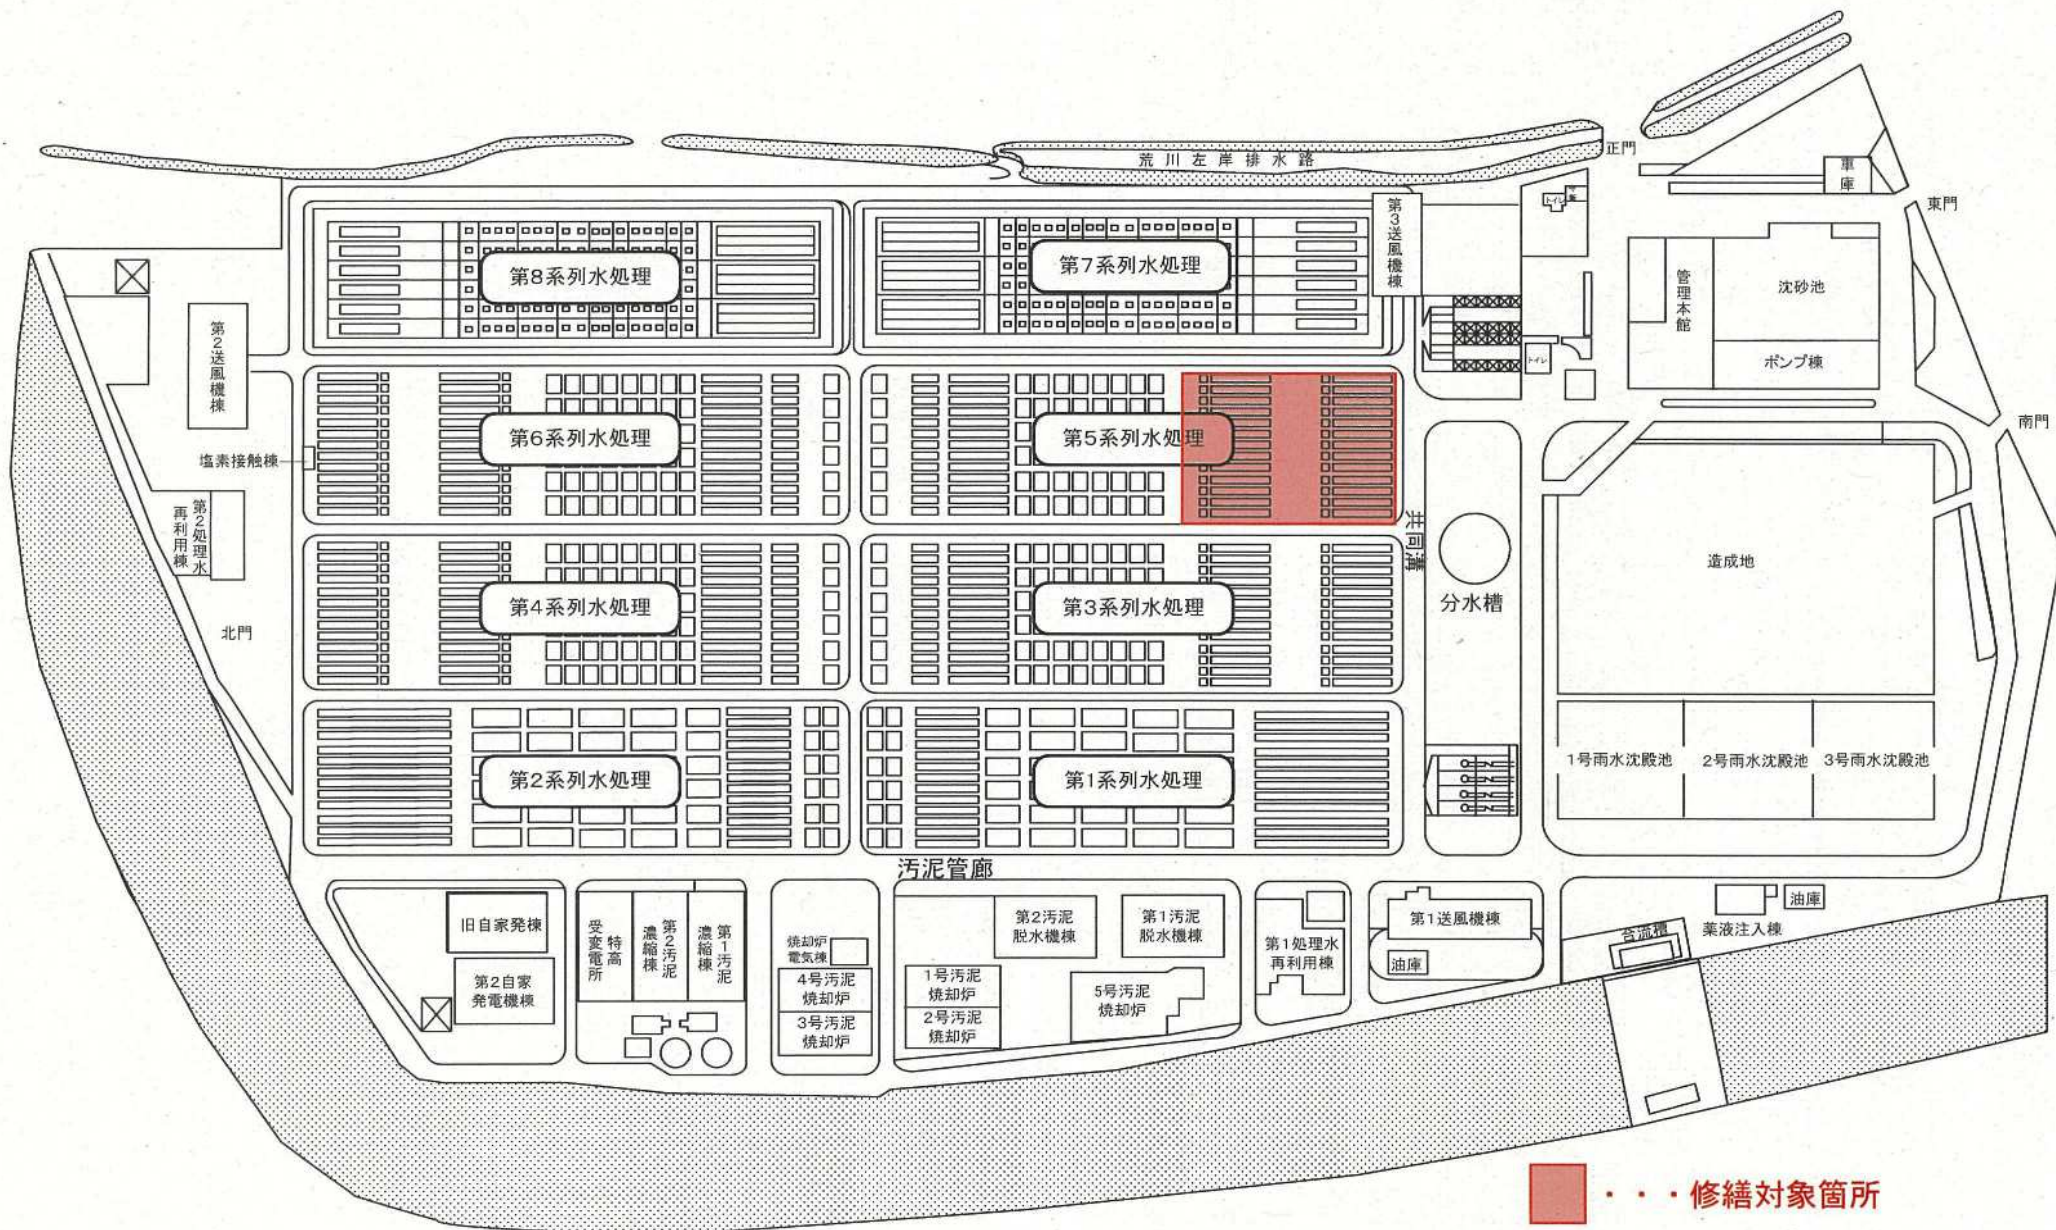 荒川左岸排水路
正門
車庫
東門
第3送風機棟
トイレ
第8系列水処理
第7系列水処理
管理本館
沈砂池
ポンプ棟
トイレ
第2送風機棟
南門
第6系列水処理
第5系列水処理
塩素接触棟
第2処理水
再利用棟
共同溝
造成地
第4系列水処理
第3系列水処理
分水槽
北門
第2系列水処理
第1系列水処理
1号雨水沈殿池
2号雨水沈殿池
3号雨水沈殿池
汚泥管廊
旧自家発棟
第2自家
発電機棟
特高
受変電所
第2汚泥
濃縮棟
第1汚泥
濃縮棟
焼却炉
電気棟
4号汚泥
焼却炉
3号汚泥
焼却炉
第2汚泥
脱水機棟
第1汚泥
脱水機棟
1号汚泥
焼却炉
2号汚泥
焼却炉
5号汚泥
焼却炉
第1処理水
再利用棟
第1送風機棟
油庫
合流槽
薬液注入棟
油庫
・・・修繕対象箇所